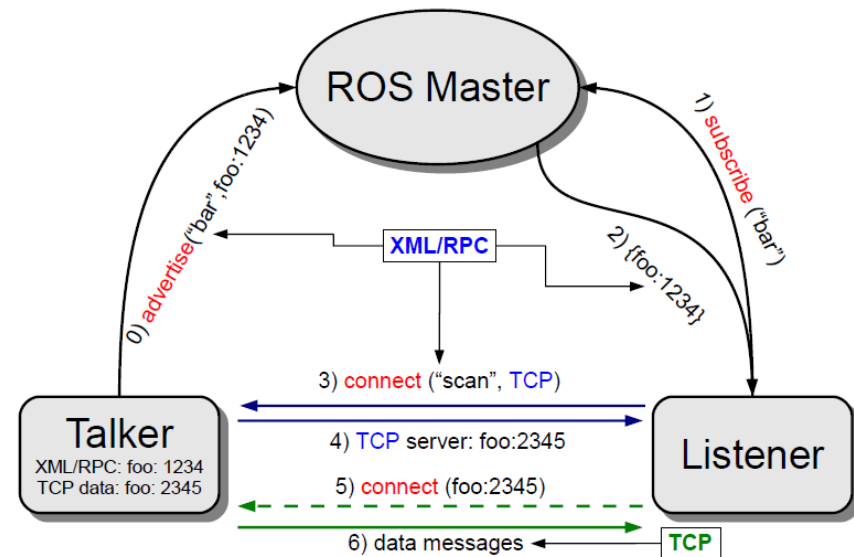 ROS Master
0) advertise(“bar”,foo:1234)
1) subscribe (“bar”)
XML/RPC
2) {foo:1234}
3) connect (“scan”, TCP)
Talker
XML/RPC: foo: 1234
TCP data: foo: 2345
4) TCP server: foo:2345
Listener
5) connect (foo:2345)
6) data messages
TCP